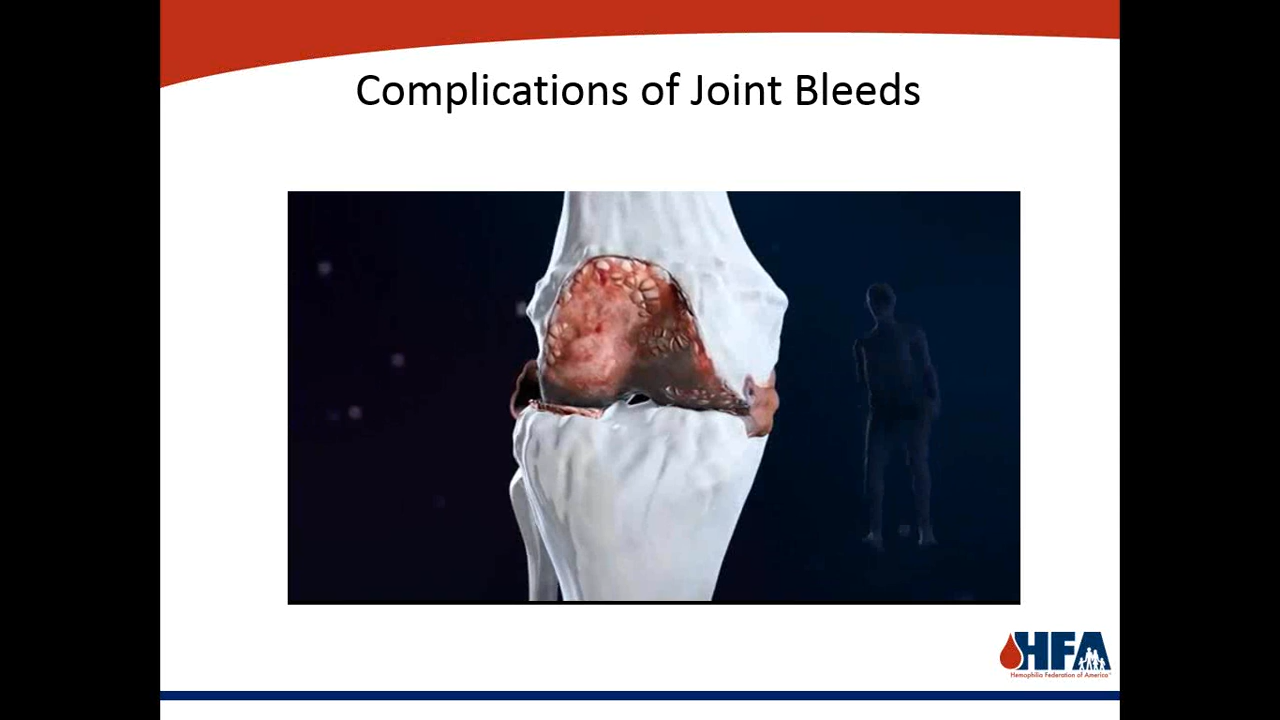 Complications of Joint Bleeds
HFA
Hemophilia Federation of America